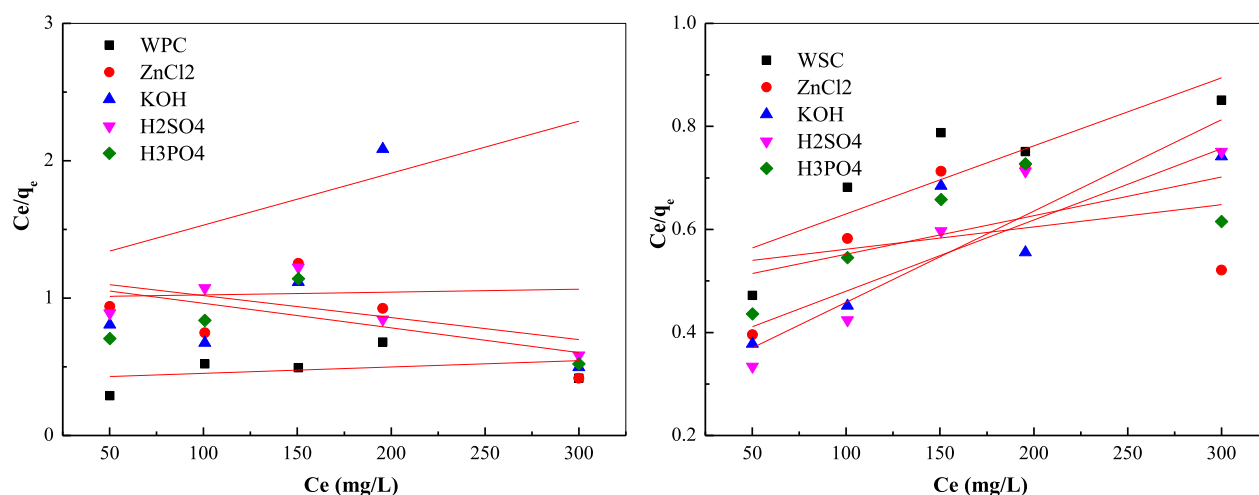 3
2
1
0
Ce/qe
WPC
ZnCl2
KOH
H2SO4
H3PO4
50 100 150 200 250 300
Ce (mg/L)
1.0
0.8
0.6
0.4
0.2
Ce/qe
WSC
ZnCl2
KOH
H2SO4
H3PO4
50 100 150 200 250 300
Ce (mg/L)